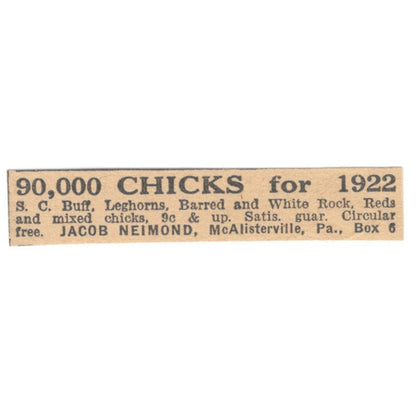 90,000 CHICKS for 1922
S. C. Buff, Leghorns, Barred and White Rock, Reds
and mixed chicks, 9c & up. Satis. guar. Circular
free. JACOB NEIMOND, McAlisterville, Pa., Box 6